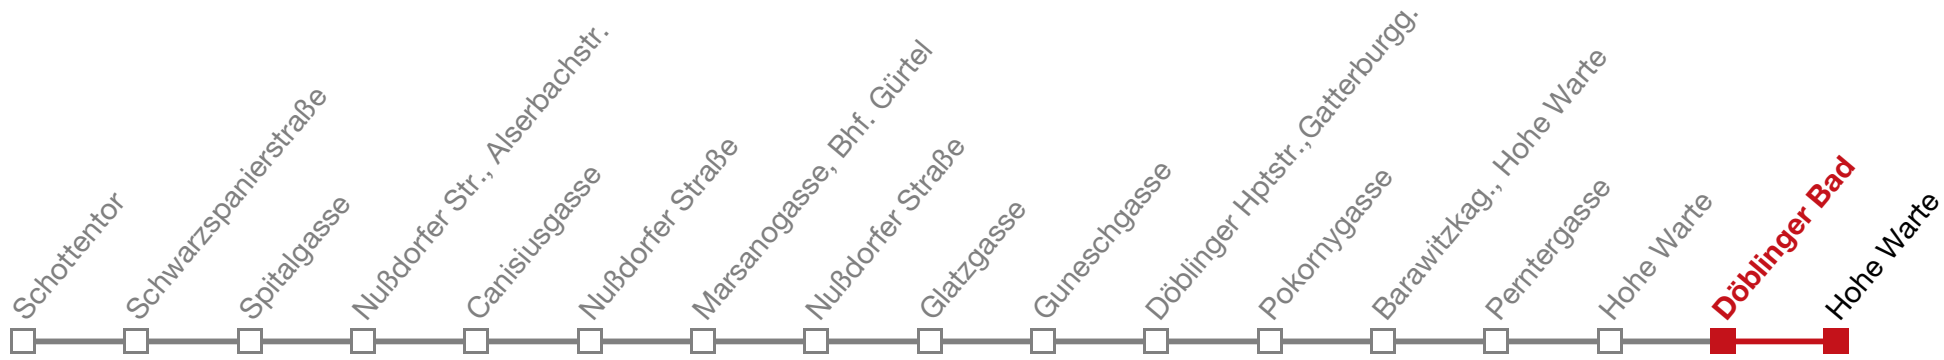 Schottentor
Schwarzspanierstraße
Spitalgasse
Nußdorfer Str., Alserbachstr.
Canisiusgasse
Nußdorfer Straße
Marsanogasse, Bhf. Gürtel
Nußdorfer Straße
Glatzgasse
Guneschgasse
Döblinger Hptstr.,Gatterburgg.
Pokornygasse
Barawitzkag., Hohe Warte
Perntergasse
Hohe Warte
Döblinger Bad
Hohe Warte